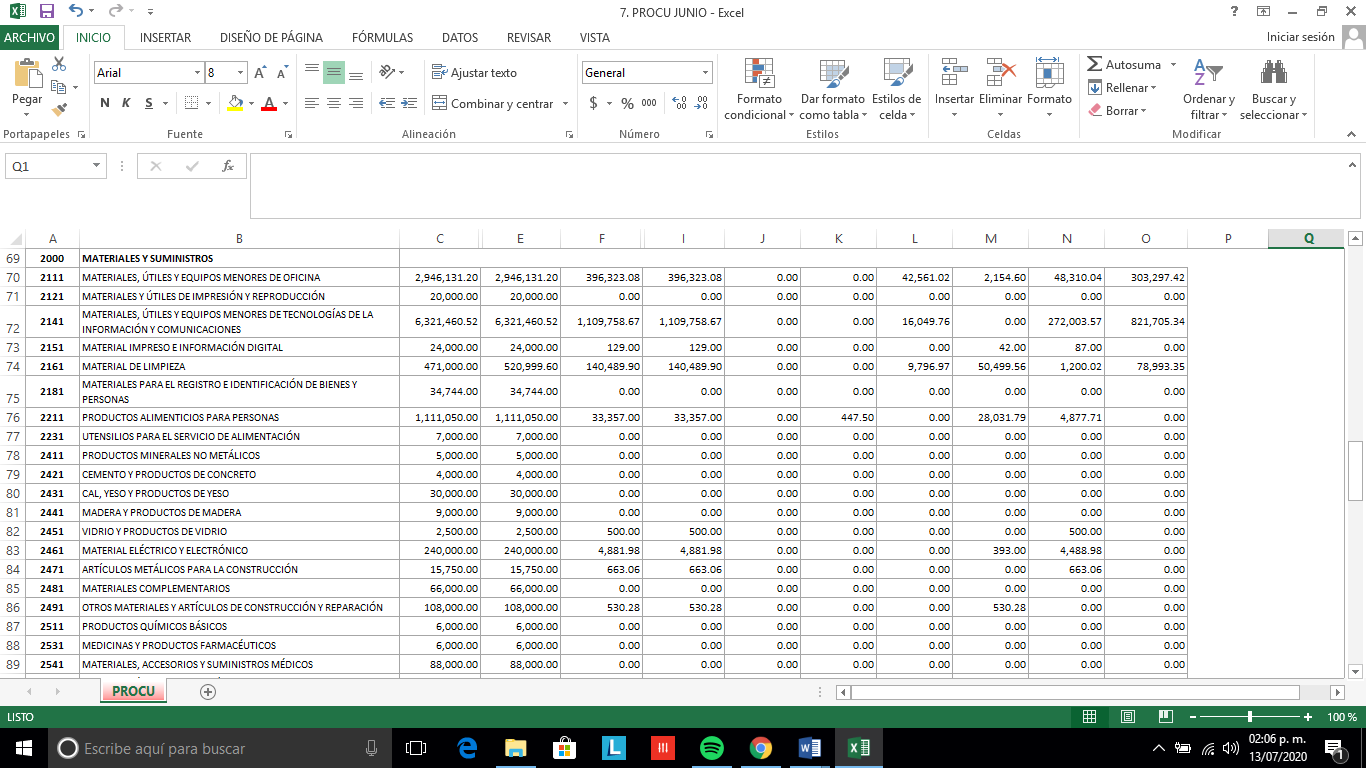 7. PROCU JUNIO - Excel
ARCHIVO INICIO INSERTAR DISEÑO DE PÁGINA FÓRMULAS DATOS REVISAR VISTA Iniciar sesión
Pegar
Portapapeles
Arial 8
N K S
Fuente
Ajustar texto
Combinar y centrar
Alineación
General
$ % 000
Número
Formato condicional
Dar formato como tabla
Estilos de celda
Estilos
Insertar Eliminar Formato
Celdas
Autosuma
Rellenar
Borrar
Ordenar y filtrar
Buscar y seleccionar
Modificar
Q1 fx
A B C E F I J K L M N O P Q
69 2000 MATERIALES Y SUMINISTROS
70 2111 MATERIALES, ÚTILES Y EQUIPOS MENORES DE OFICINA 2,946,131.20 2,946,131.20 396,323.08 396,323.08 0.00 0.00 42,561.02 2,154.60 48,310.04 303,297.42
71 2121 MATERIALES Y ÚTILES DE IMPRESIÓN Y REPRODUCCIÓN 20,000.00 20,000.00 0.00 0.00 0.00 0.00 0.00 0.00 0.00 0.00
72 2141 MATERIALES, ÚTILES Y EQUIPOS MENORES DE TECNOLOGÍAS DE LA
INFORMACIÓN Y COMUNICACIONES 6,321,460.52 6,321,460.52 1,109,758.67 1,109,758.67 0.00 0.00 16,049.76 0.00 272,003.57 821,705.34
73 2151 MATERIAL IMPRESO E INFORMACIÓN DIGITAL 24,000.00 24,000.00 129.00 129.00 0.00 0.00 0.00 42.00 87.00 0.00
74 2161 MATERIAL DE LIMPIEZA 471,000.00 520,999.60 140,489.90 140,489.90 0.00 0.00 9,796.97 50,499.56 1,200.02 78,993.35
75 2181 MATERIALES PARA EL REGISTRO E IDENTIFICACIÓN DE BIENES Y
PERSONAS 34,744.00 34,744.00 0.00 0.00 0.00 0.00 0.00 0.00 0.00 0.00
76 2211 PRODUCTOS ALIMENTICIOS PARA PERSONAS 1,111,050.00 1,111,050.00 33,357.00 33,357.00 0.00 447.50 0.00 28,031.79 4,877.71 0.00
77 2231 UTENSILIOS PARA EL SERVICIO DE ALIMENTACIÓN 7,000.00 7,000.00 0.00 0.00 0.00 0.00 0.00 0.00 0.00 0.00
78 2411 PRODUCTOS MINERALES NO METÁLICOS 5,000.00 5,000.00 0.00 0.00 0.00 0.00 0.00 0.00 0.00 0.00
79 2421 CEMENTO Y PRODUCTOS DE CONCRETO 4,000.00 4,000.00 0.00 0.00 0.00 0.00 0.00 0.00 0.00 0.00
80 2431 CAL, YESO Y PRODUCTOS DE YESO 30,000.00 30,000.00 0.00 0.00 0.00 0.00 0.00 0.00 0.00 0.00
81 2441 MADERA Y PRODUCTOS DE MADERA 9,000.00 9,000.00 0.00 0.00 0.00 0.00 0.00 0.00 0.00 0.00
82 2451 VIDRIO Y PRODUCTOS DE VIDRIO 2,500.00 2,500.00 500.00 500.00 0.00 0.00 0.00 0.00 500.00 0.00
83 2461 MATERIAL ELÉCTRICO Y ELECTRÓNICO 240,000.00 240,000.00 4,881.98 4,881.98 0.00 0.00 0.00 393.00 4,488.98 0.00
84 2471 ARTÍCULOS METÁLICOS PARA LA CONSTRUCCIÓN 15,750.00 15,750.00 663.06 663.06 0.00 0.00 0.00 0.00 663.06 0.00
85 2481 MATERIALES COMPLEMENTARIOS 66,000.00 66,000.00 0.00 0.00 0.00 0.00 0.00 0.00 0.00 0.00
86 2491 OTROS MATERIALES Y ARTÍCULOS DE CONSTRUCCIÓN Y REPARACIÓN 108,000.00 108,000.00 530.28 530.28 0.00 0.00 0.00 530.28 0.00 0.00
87 2511 PRODUCTOS QUÍMICOS BÁSICOS 6,000.00 6,000.00 0.00 0.00 0.00 0.00 0.00 0.00 0.00 0.00
88 2531 MEDICINAS Y PRODUCTOS FARMACÉUTICOS 6,000.00 6,000.00 0.00 0.00 0.00 0.00 0.00 0.00 0.00 0.00
89 2541 MATERIALES, ACCESORIOS Y SUMINISTROS MÉDICOS 88,000.00 88,000.00 0.00 0.00 0.00 0.00 0.00 0.00 0.00 0.00
PROCU
LISTO 100 %
Escribe aquí para buscar
02:06 p. m.
13/07/2020